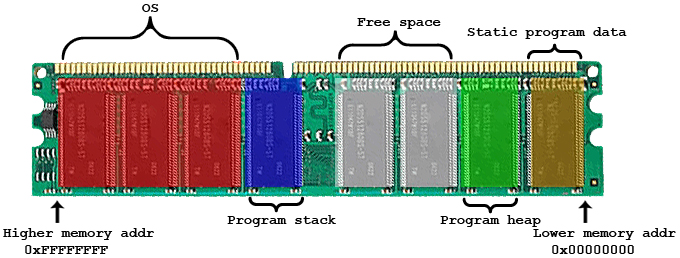 OS
Free space
Static program data
Program stack
Program heap
Higher memory addr
0xFFFFFFFF
Lower memory addr
0x00000000